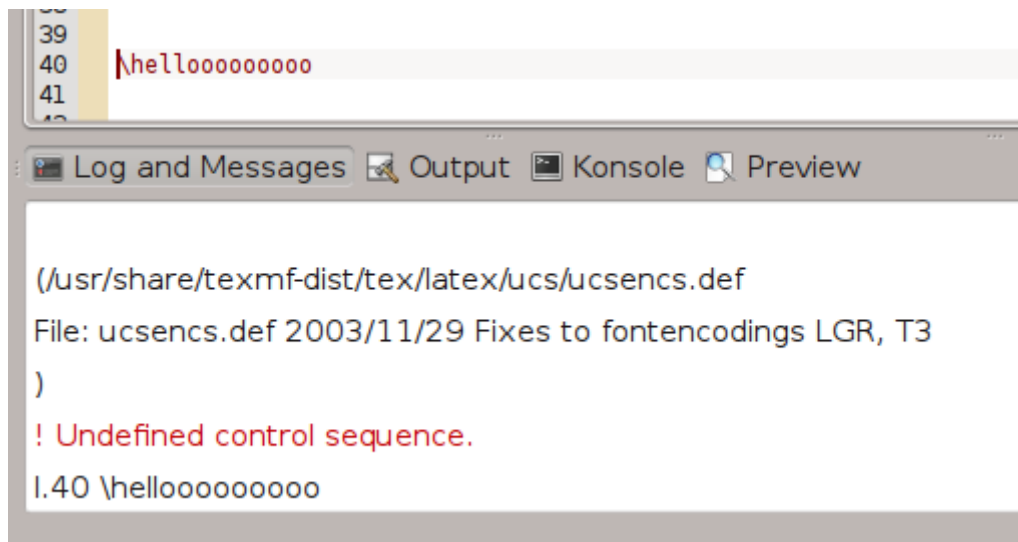 39
40 \hellooooooooo
41
Log and Messages Output Konsole Preview
(/usr/share/texmf-dist/tex/latex/ucs/ucsencs.def
File: ucsencs.def 2003/11/29 Fixes to fontencodings LGR, T3
)
! Undefined control sequence.
l.40 \hellooooooooo